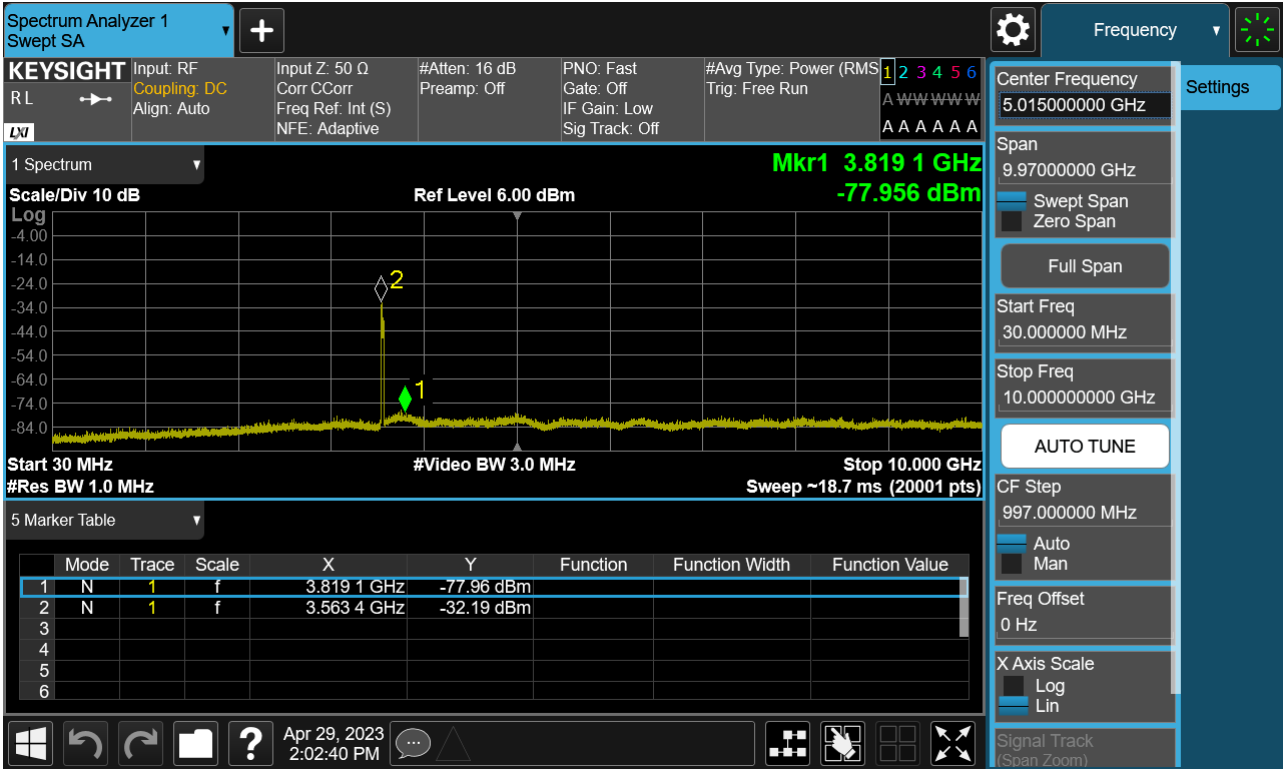 Spectrum Analyzer 1
Swept SA
Frequency
KEYSIGHT
R L
LXI
Input: RF
Coupling: DC
Align: Auto
Input Z: 50 Ω
Corr CCorr
Freq Ref: Int (S)
NFE: Adaptive
#Atten: 16 dB
Preamp: Off
PNO: Fast
Gate: Off
IF Gain: Low
Sig Track: Off
#Avg Type: Power (RMS
Trig: Free Run
1 2 3 4 5 6
A W W W W W
A A A A A A
1 Spectrum
Scale/Div 10 dB
Ref Level 6.00 dBm
Mkr1 3.819 1 GHz
-77.956 dBm
Log
-4.00
-14.0
-24.0
-34.0
-44.0
-54.0
-64.0
-74.0
-84.0
2
1
Start 30 MHz
#Video BW 3.0 MHz
Stop 10.000 GHz
#Res BW 1.0 MHz
Sweep ~18.7 ms (20001 pts)
5 Marker Table
Mode Trace Scale X Y Function Function Width Function Value
1 N 1 f 3.819 1 GHz -77.96 dBm
2 N 1 f 3.563 4 GHz -32.19 dBm
3
4
5
6
Apr 29, 2023
2:02:40 PM
Center Frequency
5.015000000 GHz
Settings
Span
9.97000000 GHz
Swept Span
Zero Span
Full Span
Start Freq
30.000000 MHz
Stop Freq
10.000000000 GHz
AUTO TUNE
CF Step
997.000000 MHz
Auto
Man
Freq Offset
0 Hz
X Axis Scale
Log
Lin
Signal Track
(Span Zoom)